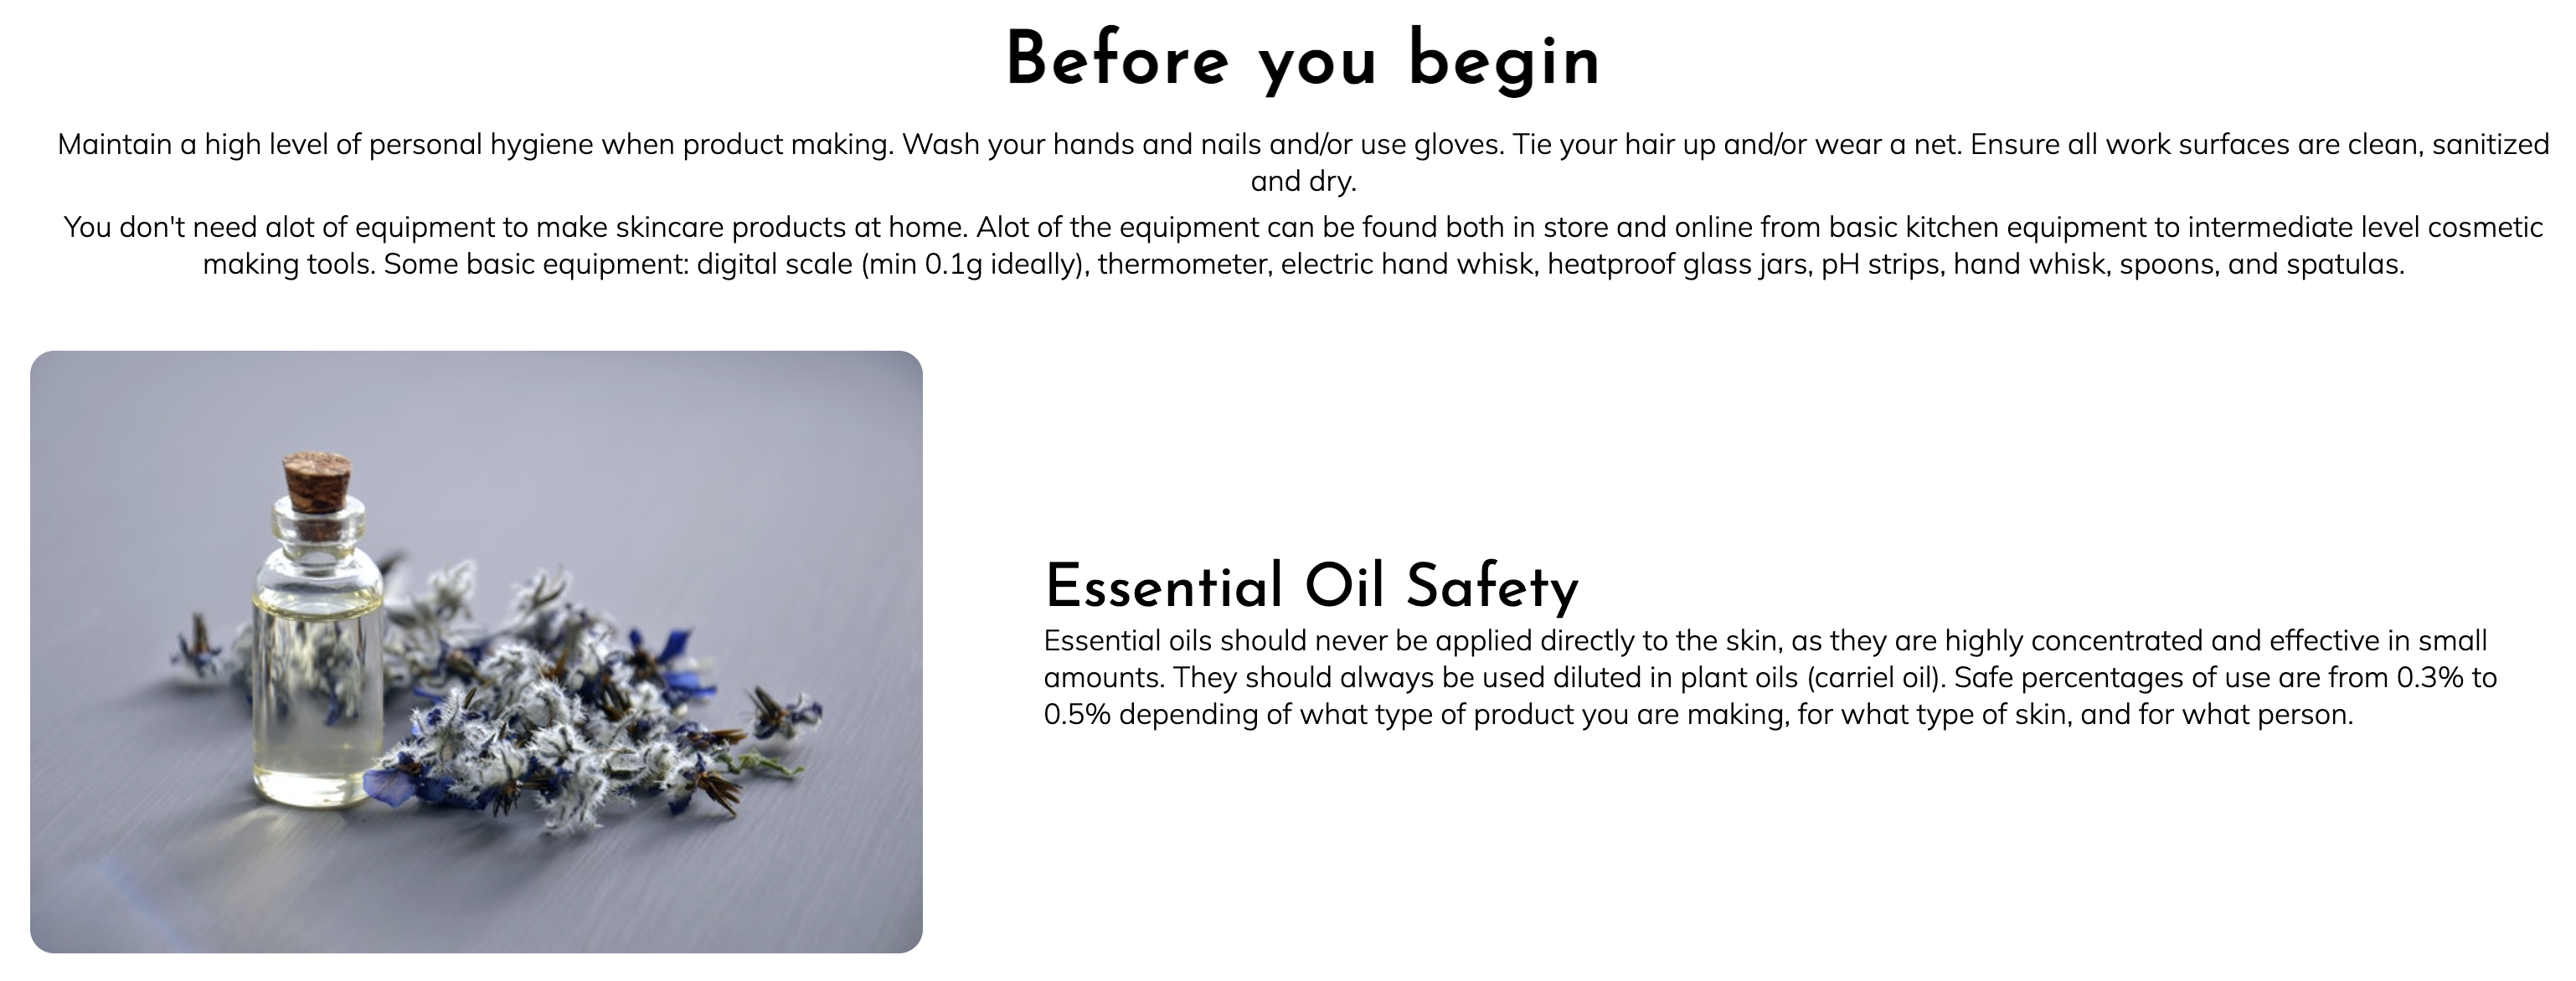 Before you begin
Maintain a high level of personal hygiene when product making. Wash your hands and nails and/or use gloves. Tie your hair up and/or wear a net. Ensure all work surfaces are clean, sanitized
and dry.
You don't need alot of equipment to make skincare products at home. Alot of the equipment can be found both in store and online from basic kitchen equipment to intermediate level cosmetic
making tools. Some basic equipment: digital scale (min 0.1g ideally), thermometer, electric hand whisk, heatproof glass jars, pH strips, hand whisk, spoons, and spatulas.
Essential Oil Safety
Essential oils should never be applied directly to the skin, as they are highly concentrated and effective in small
amounts. They should always be used diluted in plant oils (carriel oil). Safe percentages of use are from 0.3% to
0.5% depending of what type of product you are making, for what type of skin, and for what person.